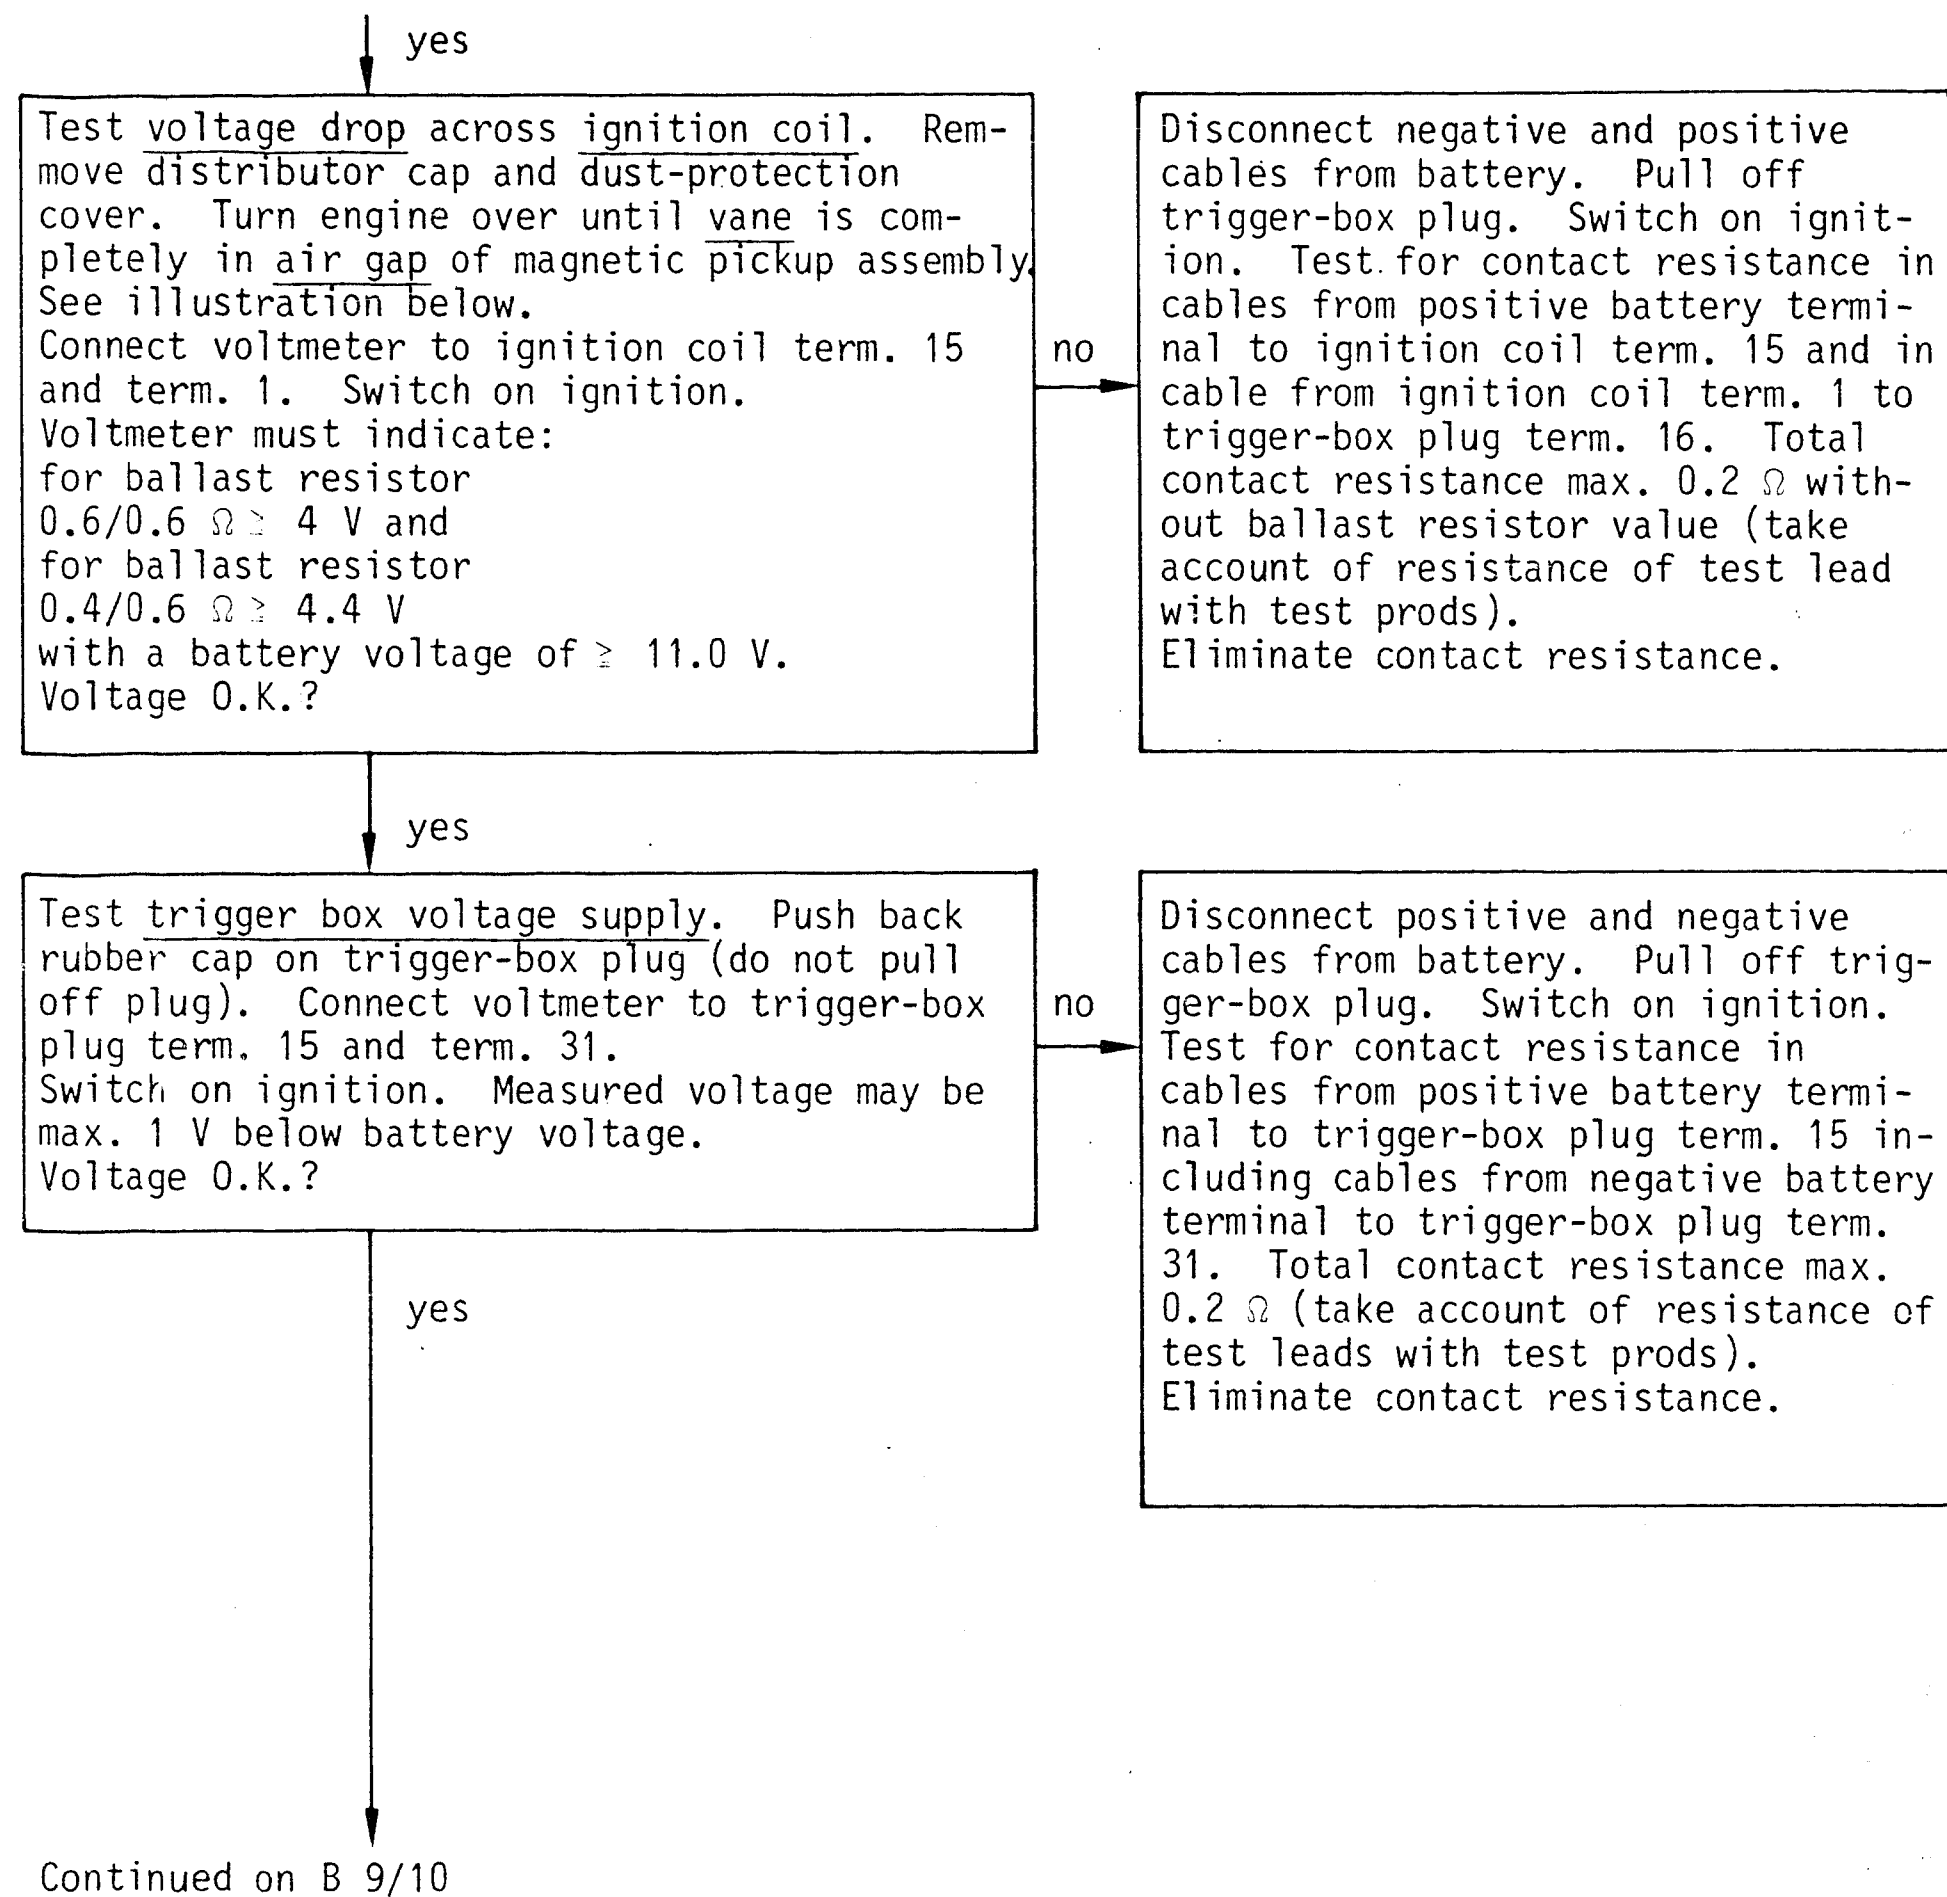 yes
Test voltage drop across ignition coil. Rem-
move distributor cap and dust-protection
cover. Turn engine over until vane is com-
pletely in air gap of magnetic pickup assembly.
See illustration below.
Connect voltmeter to ignition coil term. 15
and term. 1. Switch on ignition.
Voltmeter must indicate:
for ballast resistor
0.6/0.6 Ω ≧ 4 V and
for ballast resistor
0.4/0.6 Ω ≧ 4.4 V
with a battery voltage of ≧ 11.0 V.
Voltage O.K.?
no
Disconnect negative and positive
cables from battery. Pull off
trigger-box plug. Switch on ignit-
ion. Test for contact resistance in
cables from positive battery termi-
nal to ignition coil term. 15 and in
cable from ignition coil term. 1 to
trigger-box plug term. 16. Total
contact resistance max. 0.2 Ω with-
out ballast resistor value (take
account of resistance of test lead
with test prods).
Eliminate contact resistance.
yes
Test trigger box voltage supply. Push back
rubber cap on trigger-box plug (do not pull
off plug). Connect voltmeter to trigger-box
plug term. 15 and term. 31.
Switch on ignition. Measured voltage may be
max. 1 V below battery voltage.
Voltage O.K.?
no
Disconnect positive and negative
cables from battery. Pull off trig-
ger-box plug. Switch on ignition.
Test for contact resistance in
cables from positive battery termi-
nal to trigger-box plug term. 15 in-
cluding cables from negative battery
terminal to trigger-box plug term.
31. Total contact resistance max.
0.2 Ω (take account of resistance of
test leads with test prods).
Eliminate contact resistance.
yes
Continued on B 9/10